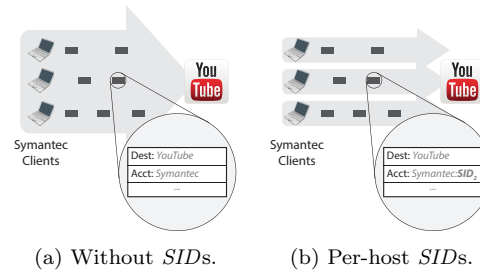 You
Tube
Symantec
Clients
Dest: YouTube
Acct: Symantec
...
(a) Without SIDs.
You
Tube
Symantec
Clients
Dest: YouTube
Acct: Symantec:SID2
...
(b) Per-host SIDs.